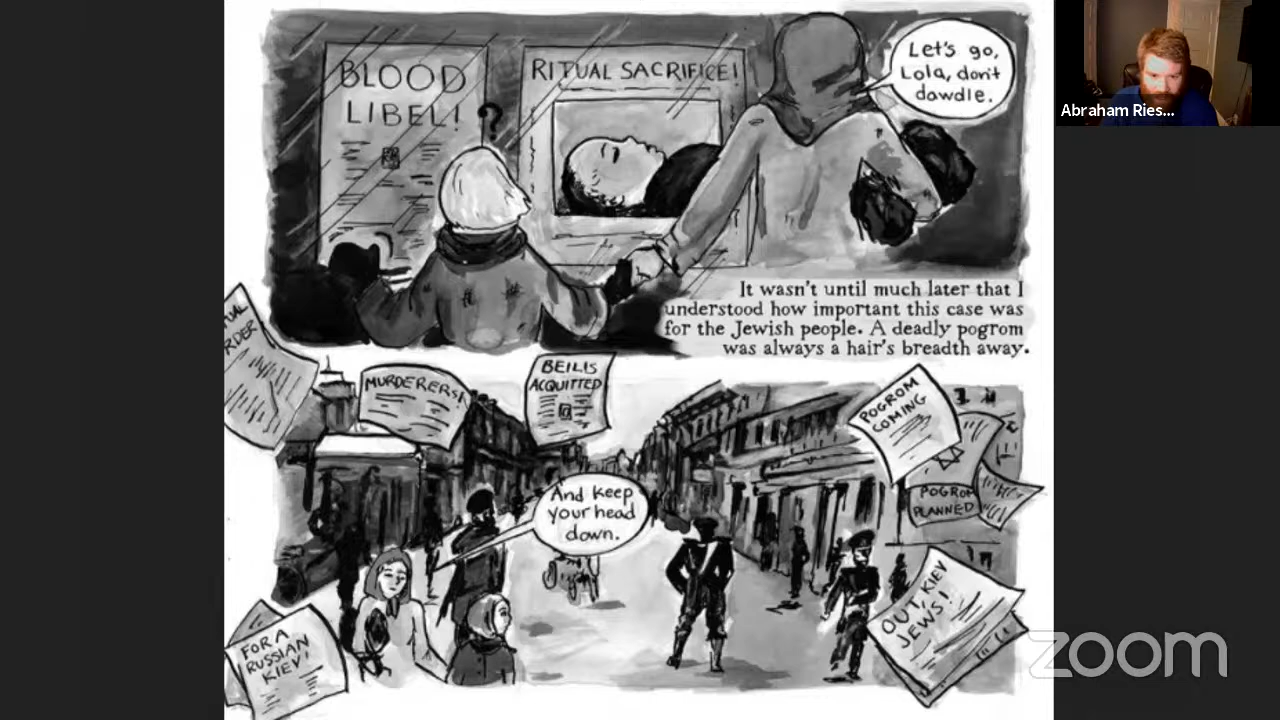 BLOOD
LIBEL!
?
RITUAL SACRIFICE!
Let's go,
Lola, don't
dawdle.
Abraham Ries...
It wasn't until much later that I
understood how important this case was
for the Jewish people. A deadly pogrom
was always a hair's breadth away.
MURDERERS!
BEILIS
ACQUITTED
POGROM
COMING
POGROM
PLANNED
And keep
your head
down.
FOR A
RUSSIAN
KIEV!
OUT, KIEV
JEWS!
zoom